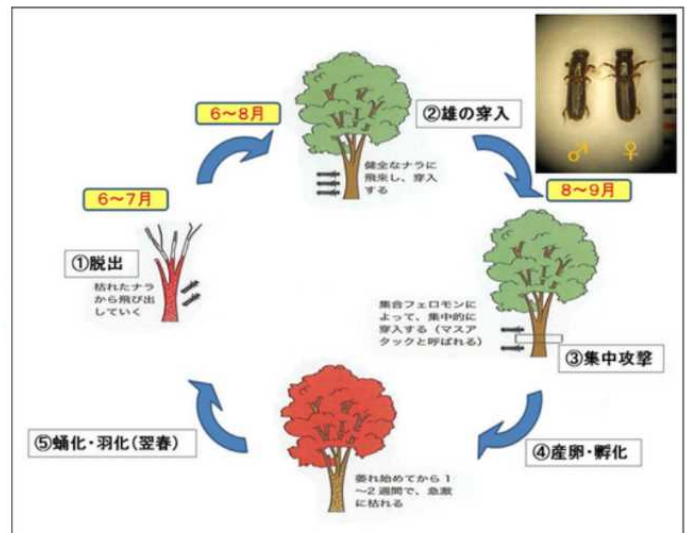 6～8月
②雄の穿入
♂ ♀
健全なナラに
飛来し、穿入
する
6～7月
8～9月
①脱出
枯れたナラ
から飛び出
していく
集合フェロモンに
よって、集中的に
穿入する（マスア
タックと呼ばれる）
③集中攻撃
⑤蛹化・羽化（翌春）
④産卵・孵化
萎れ始めてから1
～2週間で、急激
に枯れる